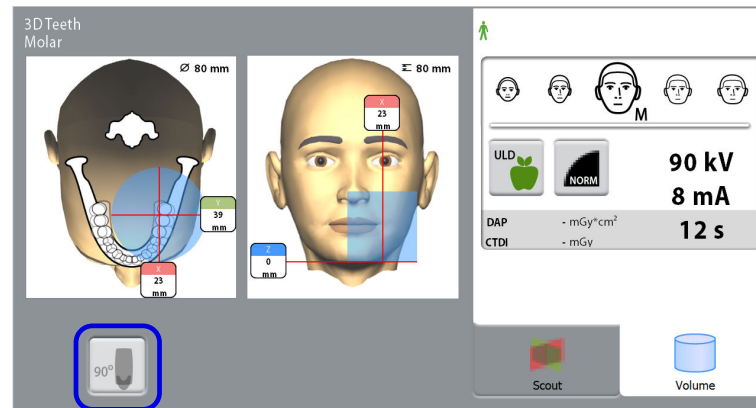 3D Teeth
Molar
Ø 80 mm
80 mm
X
23
mm
Y
39
mm
X
23
mm
Z
0
mm
M
ULD
NORM
90 kV
8 mA
DAP - mGy*cm²
CTDI - mGy
12 s
90°
Scout
Volume